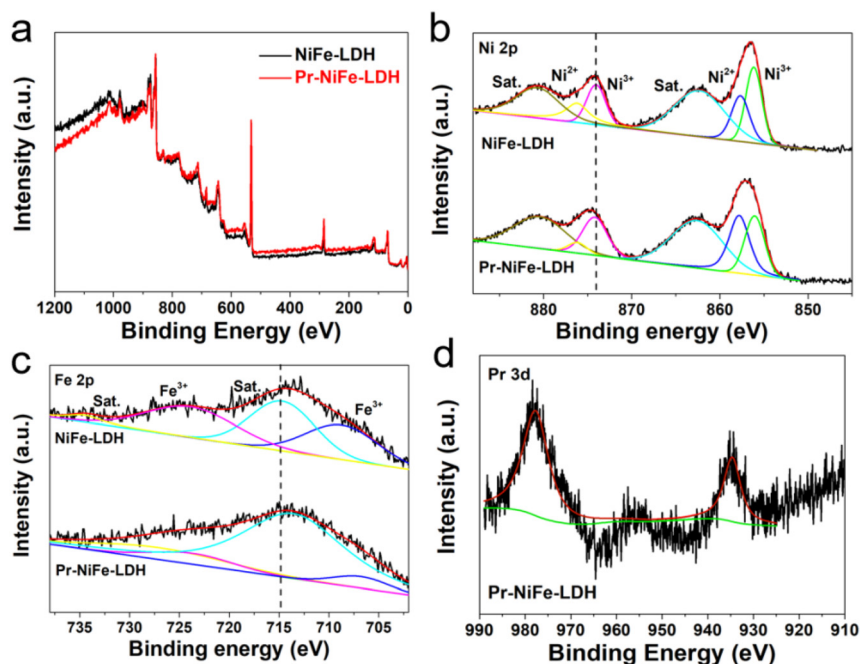 a
NiFe-LDH
Pr-NiFe-LDH
Intensity (a.u.)
1200 1000 800 600 400 200 0
Binding Energy (eV)
b
Ni 2p
Sat. Ni2+ Ni3+ Sat. Ni2+ Ni3+
NiFe-LDH
Pr-NiFe-LDH
Intensity (a.u.)
880 870 860 850
Binding Energy (eV)
c
Fe 2p
Sat. Fe3+ Sat. Fe3+
NiFe-LDH
Pr-NiFe-LDH
Intensity (a.u.)
735 730 725 720 715 710 705
Binding energy (eV)
d
Pr 3d
Pr-NiFe-LDH
Intensity (a.u.)
990 980 970 960 950 940 930 920 910
Binding energy (eV)